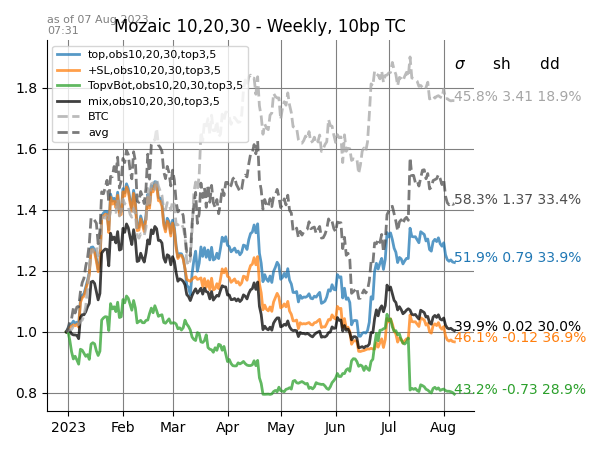 as of 07 Aug 2023
07:31
Mozaic 10,20,30 - Weekly, 10bp TC
top,obs10,20,30,top3,5
+SL,obs10,20,30,top3,5
TopvBot,obs10,20,30,top3,5
mix,obs10,20,30,top3,5
BTC
avg
σ sh dd
45.8% 3.41 18.9%
58.3% 1.37 33.4%
51.9% 0.79 33.9%
39.9% 0.02 30.0%
46.1% -0.12 36.9%
43.2% -0.73 28.9%
1.8
1.6
1.4
1.2
1.0
0.8
2023 Feb Mar Apr May Jun Jul Aug